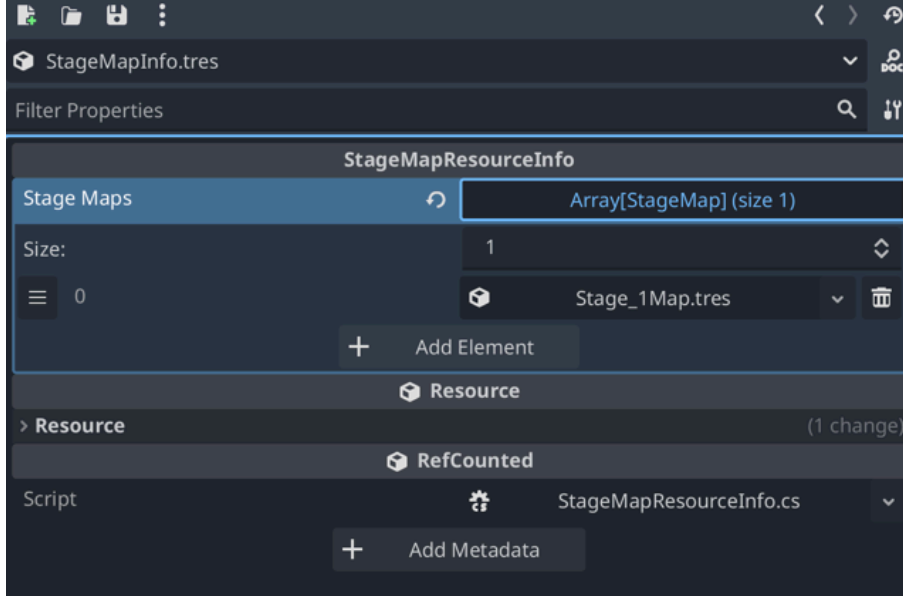 StageMapInfo.tres
DOC
Filter Properties
StageMapResourceInfo
Stage Maps Array[StageMap] (size 1)
Size: 1
0 Stage_1Map.tres
Add Element
Resource
Resource (1 change)
RefCounted
Script StageMapResourceInfo.cs
Add Metadata